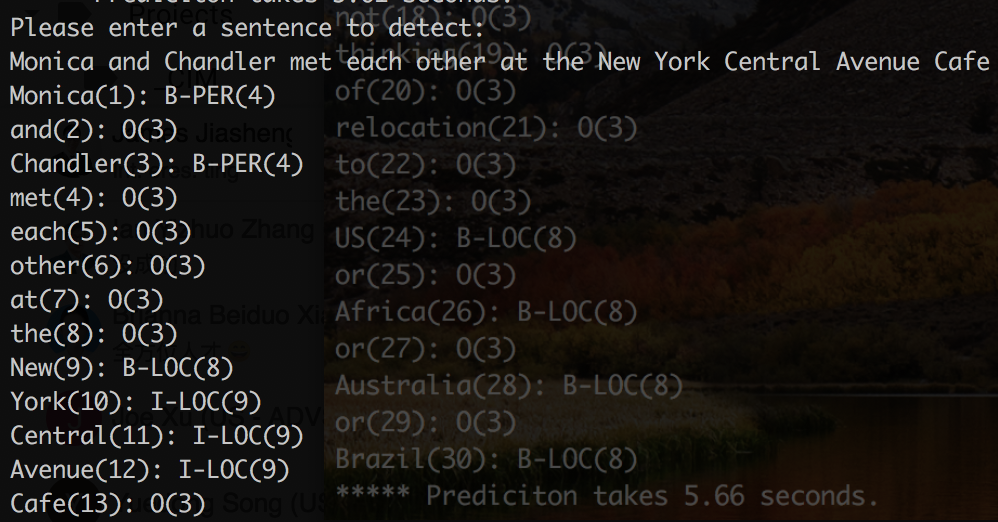 Please enter a sentence to detect:
Monica and Chandler met each other at the New York Central Avenue Cafe
Monica(1): B-PER(4)
and(2): O(3)
Chandler(3): B-PER(4)
met(4): O(3)
each(5): O(3)
other(6): O(3)
at(7): O(3)
the(8): O(3)
New(9): B-LOC(8)
York(10): I-LOC(9)
Central(11): I-LOC(9)
Avenue(12): I-LOC(9)
Cafe(13): O(3)
not(18): O(3)
thinking(19): O(3)
of(20): O(3)
relocation(21): O(3)
to(22): O(3)
the(23): O(3)
US(24): B-LOC(8)
or(25): O(3)
Africa(26): B-LOC(8)
or(27): O(3)
Australia(28): B-LOC(8)
or(29): O(3)
Brazil(30): B-LOC(8)
***** Prediciton takes 5.66 seconds.